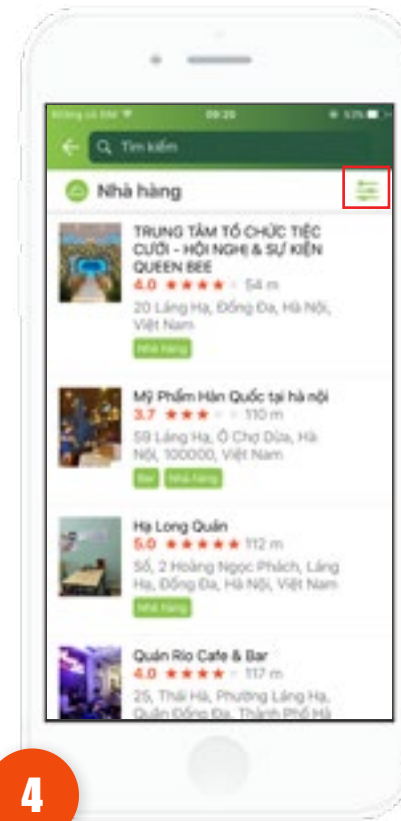 Không có SIM 09:20 53%
Tìm kiếm
Nhà hàng
TRUNG TÂM TỔ CHỨC TIỆC
CƯỚI - HỘI NGHỊ & SỰ KIỆN
QUEEN BEE
4.0 54 m
20 Láng Hạ, Đống Đa, Hà Nội,
Việt Nam
Nhà hàng
Mỹ Phẩm Hàn Quốc tại hà nội
3.7 110 m
59 Láng Hạ, Ô Chợ Dừa, Hà
Nội, 100000, Việt Nam
Bar Nhà hàng
Hạ Long Quán
5.0 112 m
Số, 2 Hoàng Ngọc Phách, Láng
Hạ, Đống Đa, Hà Nội, Việt Nam
Nhà hàng
Quán Rio Cafe & Bar
4.0 117 m
25, Thái Hà, Phường Láng Hạ,
Quận Đống Đa, Thành Phố Hà
4